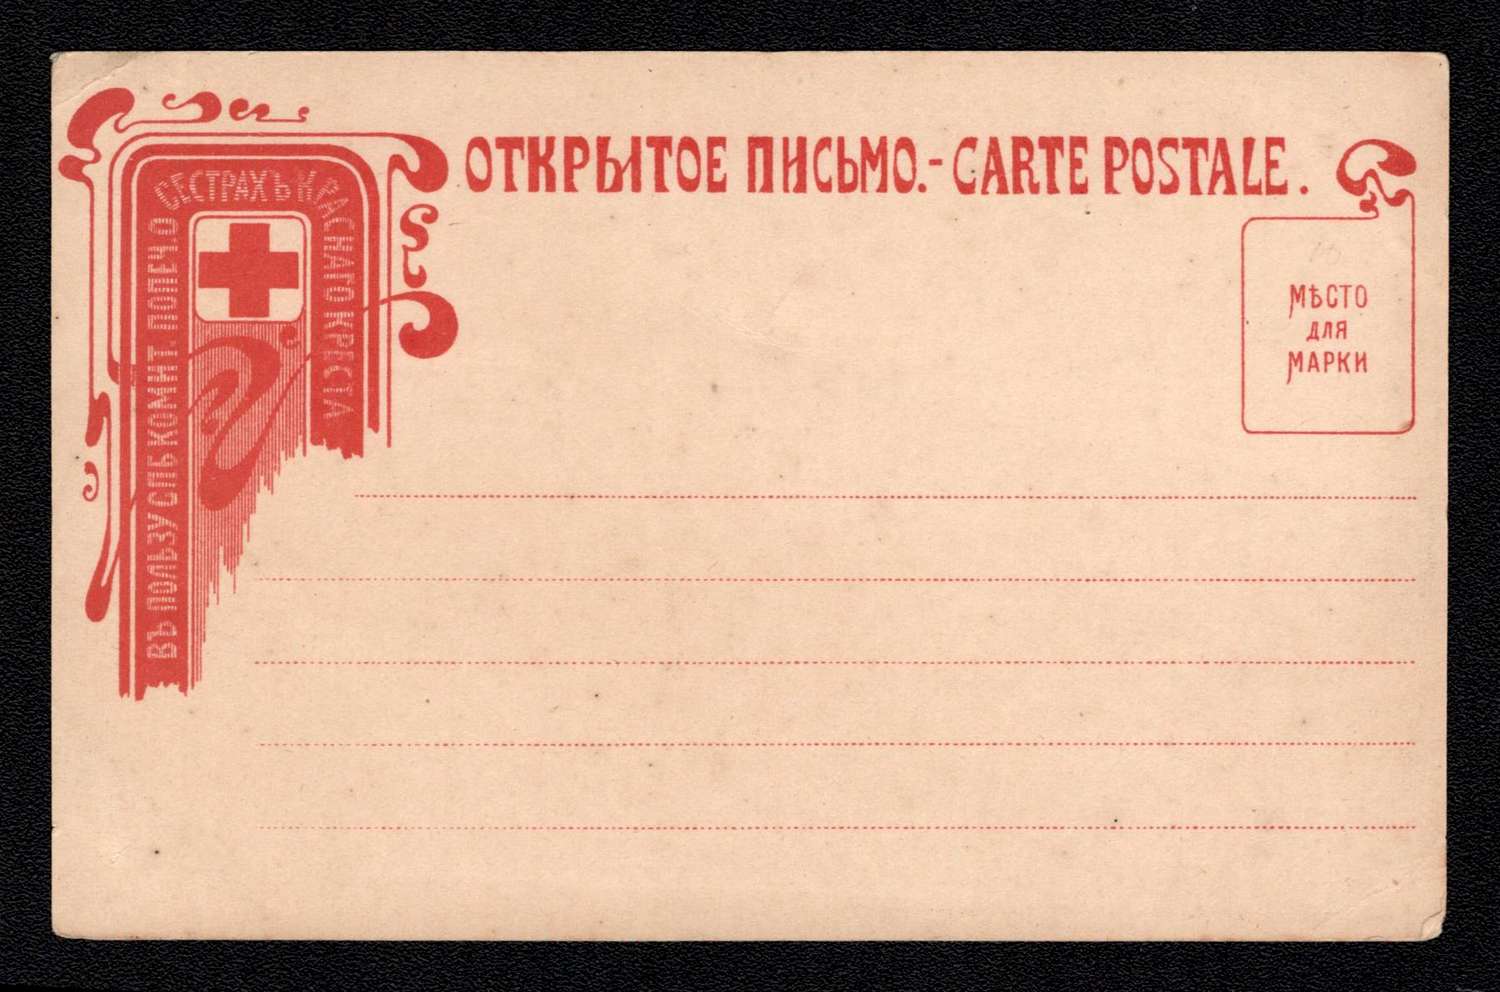 ОТКРЫТОЕ ПИСЬМО.-CARTE POSTALE.
ВЪ ПОЛЬЗУ СПБ КОМИТ. ПОПЕЧ. О СЕСТРАХЪ КРАСНАГО КРЕСТА
МѢСТО
ДЛЯ
МАРКИ